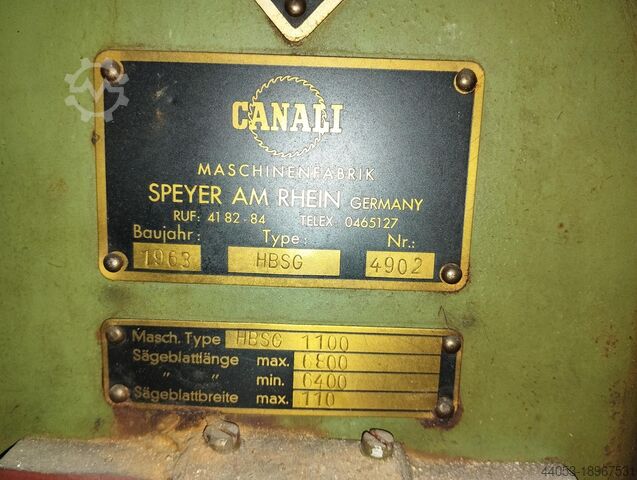 CANALI
MASCHINENFABRIK
SPEYER AM RHEIN GERMANY
RUF: 41 82-84 TELEX: 0465127
Baujahr: Type: Nr.:
1963 HBSG 4902
Masch. Type HBSG 1100
Sägeblattlänge max. 6800
" " min. 6400
Sägeblattbreite max. 110
44053-18967531